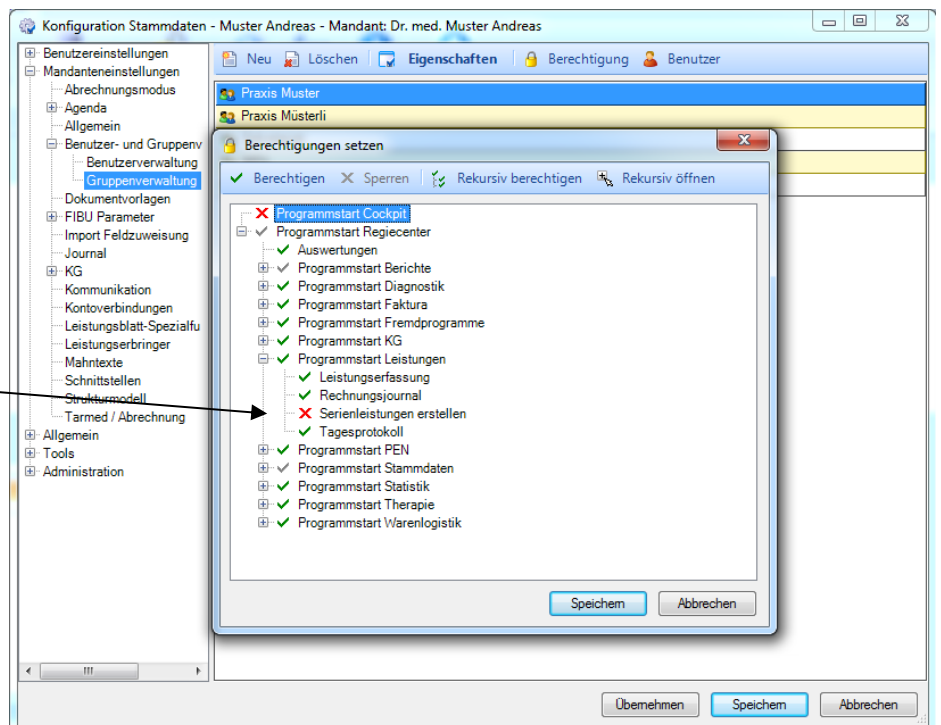 Konfiguration Stammdaten - Muster Andreas - Mandant: Dr. med. Muster Andreas
Benutzereinstellungen
Mandanteneinstellungen
Abrechnungsmodus
Agenda
Allgemein
Benutzer- und Gruppenv
Benutzerverwaltung
Gruppenverwaltung
Dokumentvorlagen
FIBU Parameter
Import Feldzuweisung
Journal
KG
Kommunikation
Kontoverbindungen
Leistungsblatt-Spezialfu
Leistungserbringer
Mahntexte
Schnittstellen
Strukturmodell
Tarmed / Abrechnung
Allgemein
Tools
Administration
Neu Löschen Eigenschaften Berechtigung Benutzer
Praxis Muster
Praxis Müsterli
Berechtigungen setzen
Berechtigen Sperren Rekursiv berechtigen Rekursiv öffnen
Programmstart Cockpit
Programmstart Regiecenter
Auswertungen
Programmstart Berichte
Programmstart Diagnostik
Programmstart Faktura
Programmstart Fremdprogramme
Programmstart KG
Programmstart Leistungen
Leistungserfassung
Rechnungsjournal
Serienleistungen erstellen
Tagesprotokoll
Programmstart PEN
Programmstart Stammdaten
Programmstart Statistik
Programmstart Therapie
Programmstart Warenlogistik
Speichern Abbrechen
Übernehmen Speichern Abbrechen